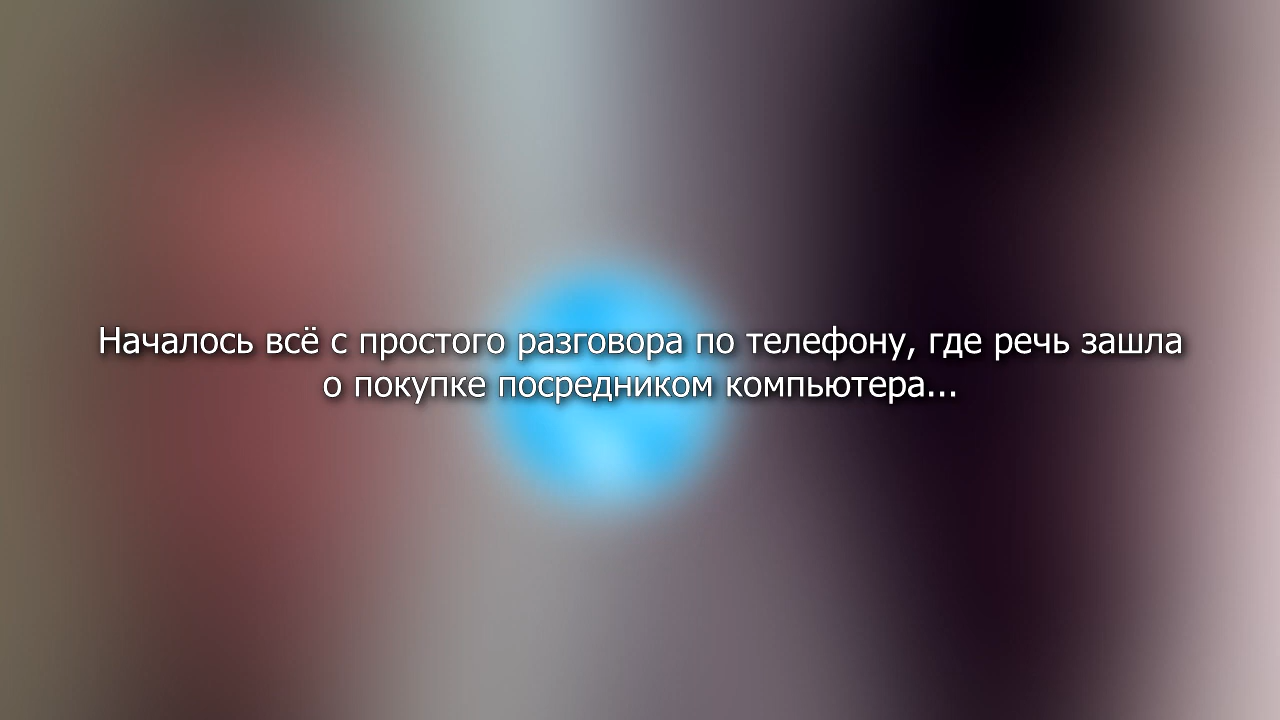 Началось всё с простого разговора по телефону, где речь зашла
о покупке посредником компьютера...